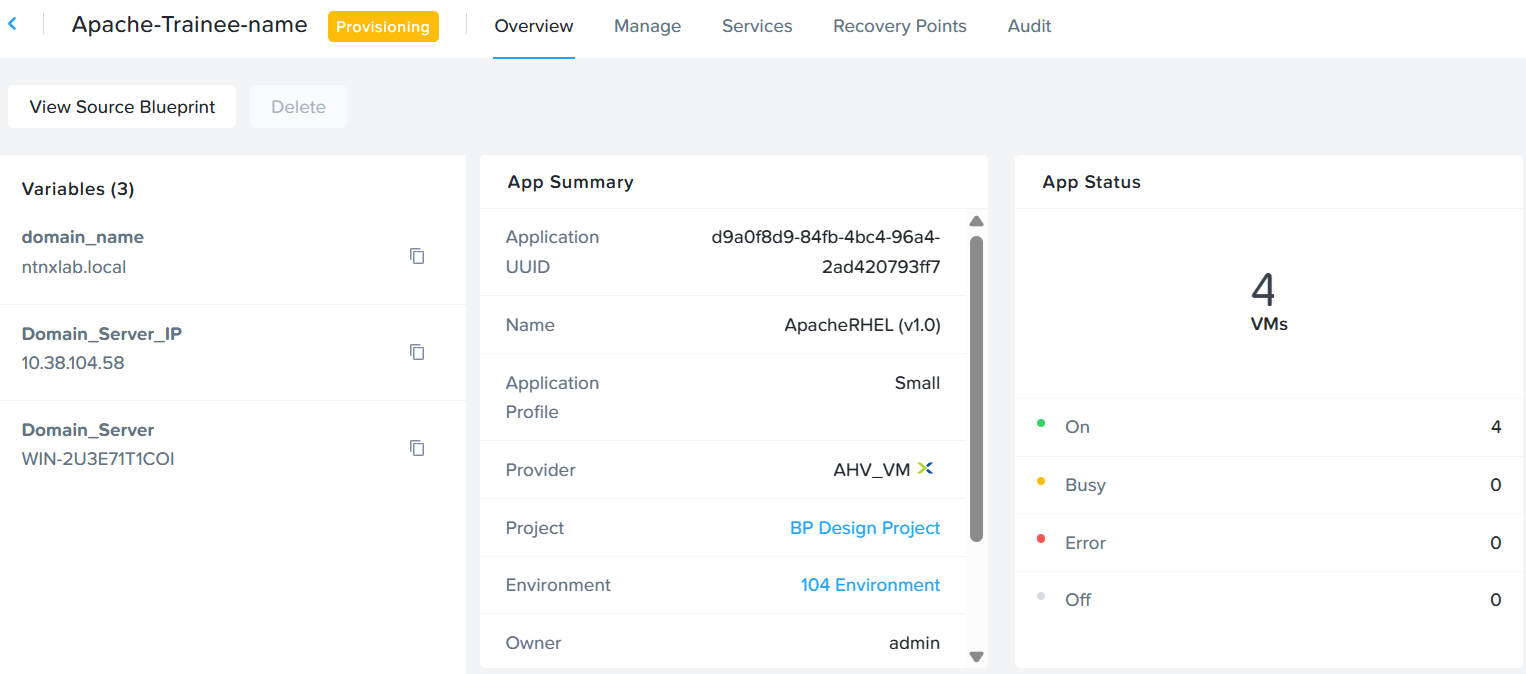 Apache-Trainee-name Provisioning Overview Manage Services Recovery Points Audit
View Source Blueprint Delete
Variables (3)
domain_name
ntnxlab.local
Domain_Server_IP
10.38.104.58
Domain_Server
WIN-2U3E71T1COI
App Summary
Application d9a0f8d9-84fb-4bc4-96a4-
UUID 2ad420793ff7
Name ApacheRHEL (v1.0)
Application Small
Profile
Provider AHV_VM
Project BP Design Project
Environment 104 Environment
Owner admin
App Status
4
VMs
On 4
Busy 0
Error 0
Off 0